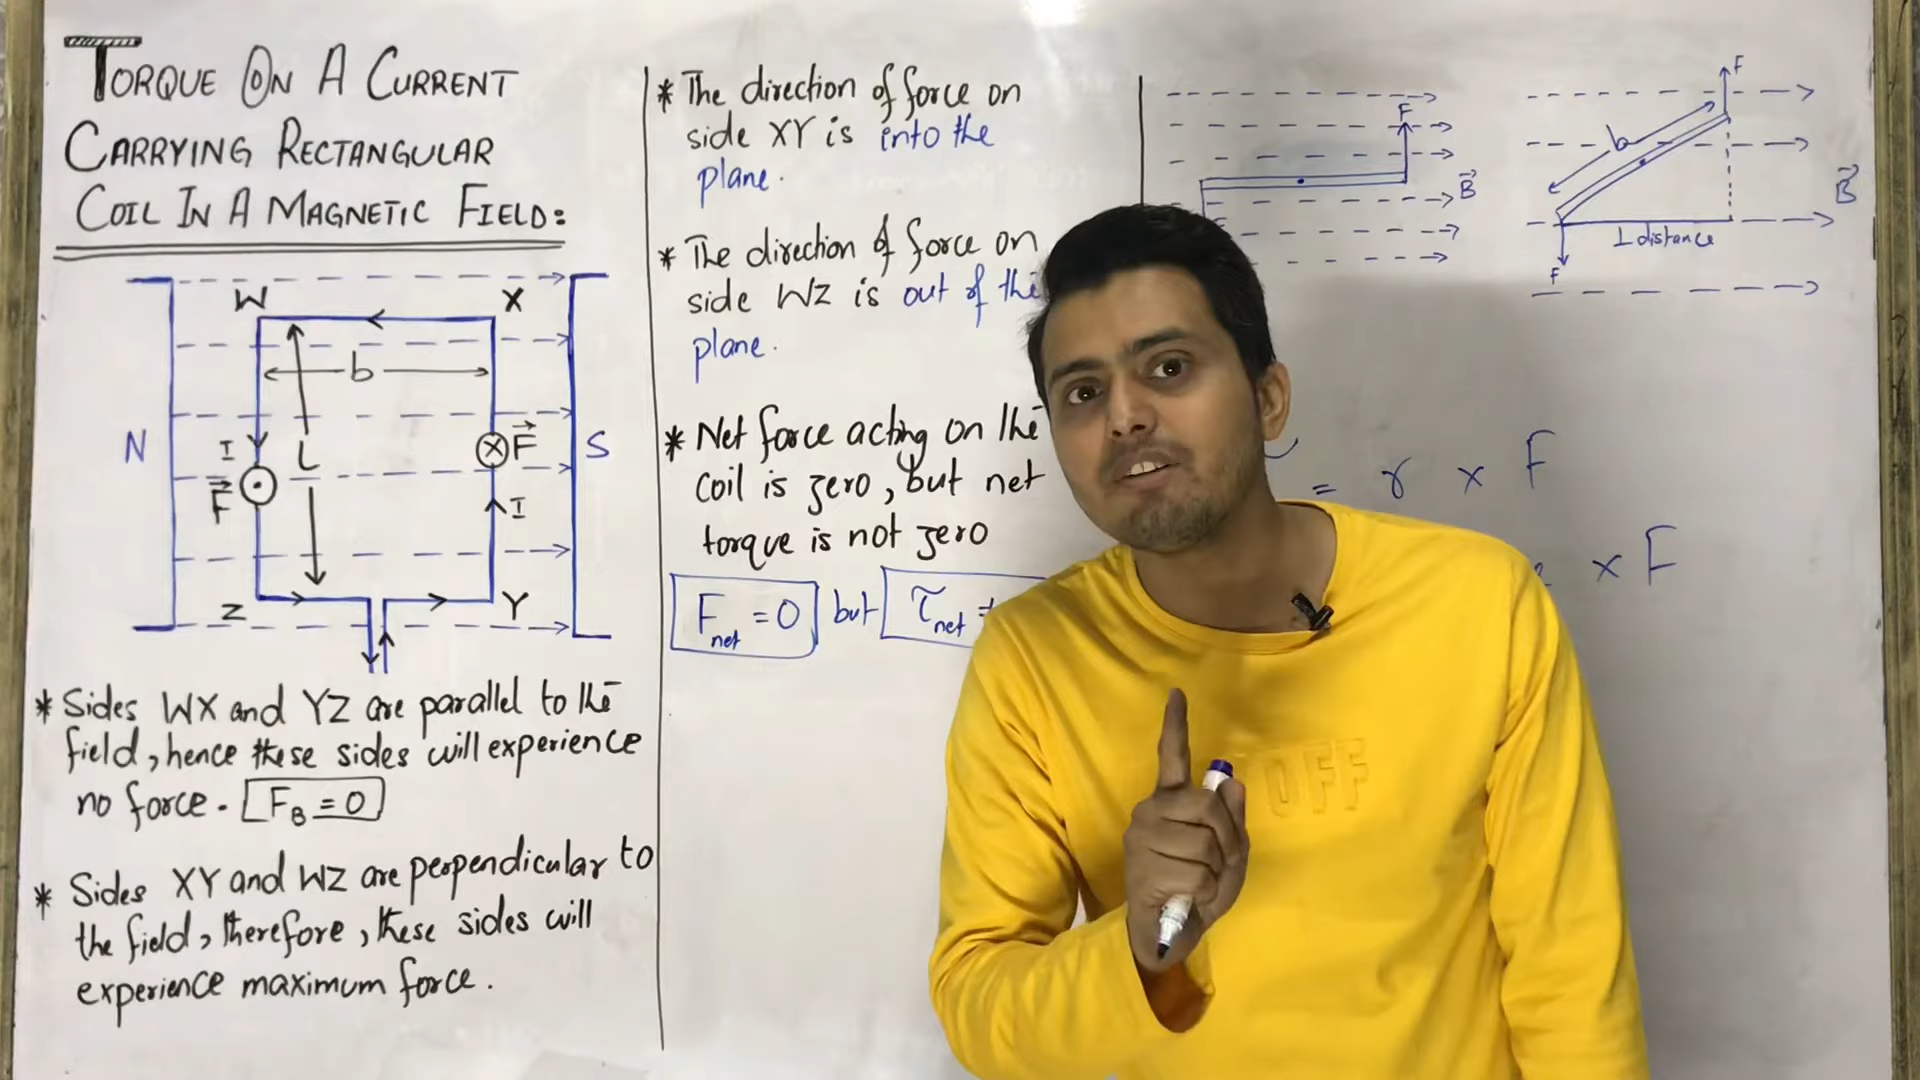 TORQUE ON A CURRENT
CARRYING RECTANGULAR
COIL IN A MAGNETIC FIELD:
W
X
b
N
I
L
F
F
S
I
Z
Y
* Sides WX and YZ are parallel to the
field, hence these sides will experience
no force. F_B = 0
* Sides XY and WZ are perpendicular to
the field, therefore, these sides will
experience maximum force.
* The direction of force on
side XY is into the
plane.
* The direction of force on
side WZ is out of the
plane.
* Net force acting on the
coil is zero, but net
torque is not zero
F_net = 0 but τ_net
F
B
F
b
B
⊥ distance
F
= r × F
× F
OFF